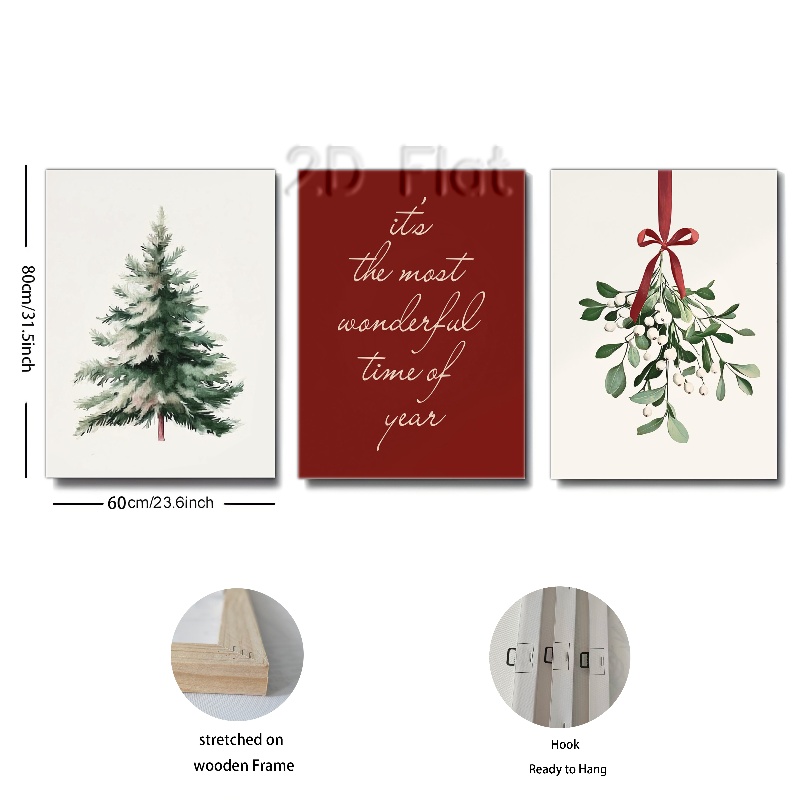 2D Flat
it's
the most
wonderful
time of
year
80cm/31.5inch
60cm/23.6inch
stretched on
wooden Frame
Hook
Ready to Hang